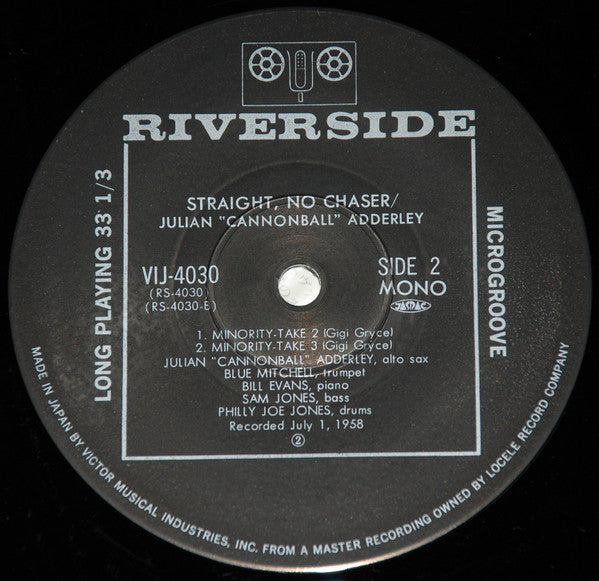 RIVERSIDE
LONG PLAYING 33 1/3
MICROGROOVE
STRAIGHT, NO CHASER/
JULIAN "CANNONBALL" ADDERLEY
VIJ-4030
(RS-4030)
(RS-4030-E)
SIDE 2
MONO
JASRAC
1. MINORITY-TAKE 2 (Gigi Gryce)
2. MINORITY-TAKE 3 (Gigi Gryce)
JULIAN "CANNONBALL" ADDERLEY, alto sax
BLUE MITCHELL, trumpet
BILL EVANS, piano
SAM JONES, bass
PHILLY JOE JONES, drums
Recorded July 1, 1958
②
MADE IN JAPAN BY VICTOR MUSICAL INDUSTRIES, INC. FROM A MASTER RECORDING OWNED BY LOCELE RECORD COMPANY